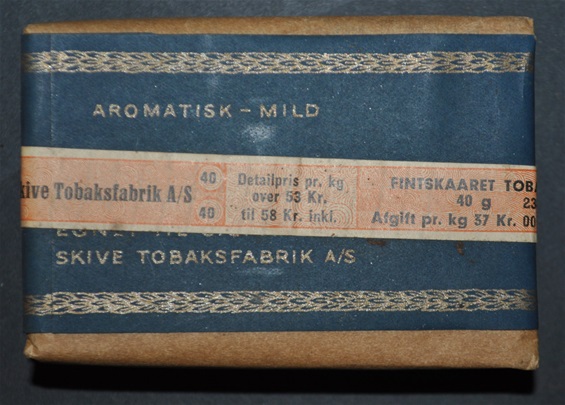 AROMATISK – MILD
Skive Tobaksfabrik A/S
40
40
Detailpris pr. kg
over 53 Kr.
til 58 Kr. inkl.
FINTSKAARET TOBA
40 g 23
Afgift pr. kg 37 Kr. 00
SKIVE TOBAKSFABRIK A/S